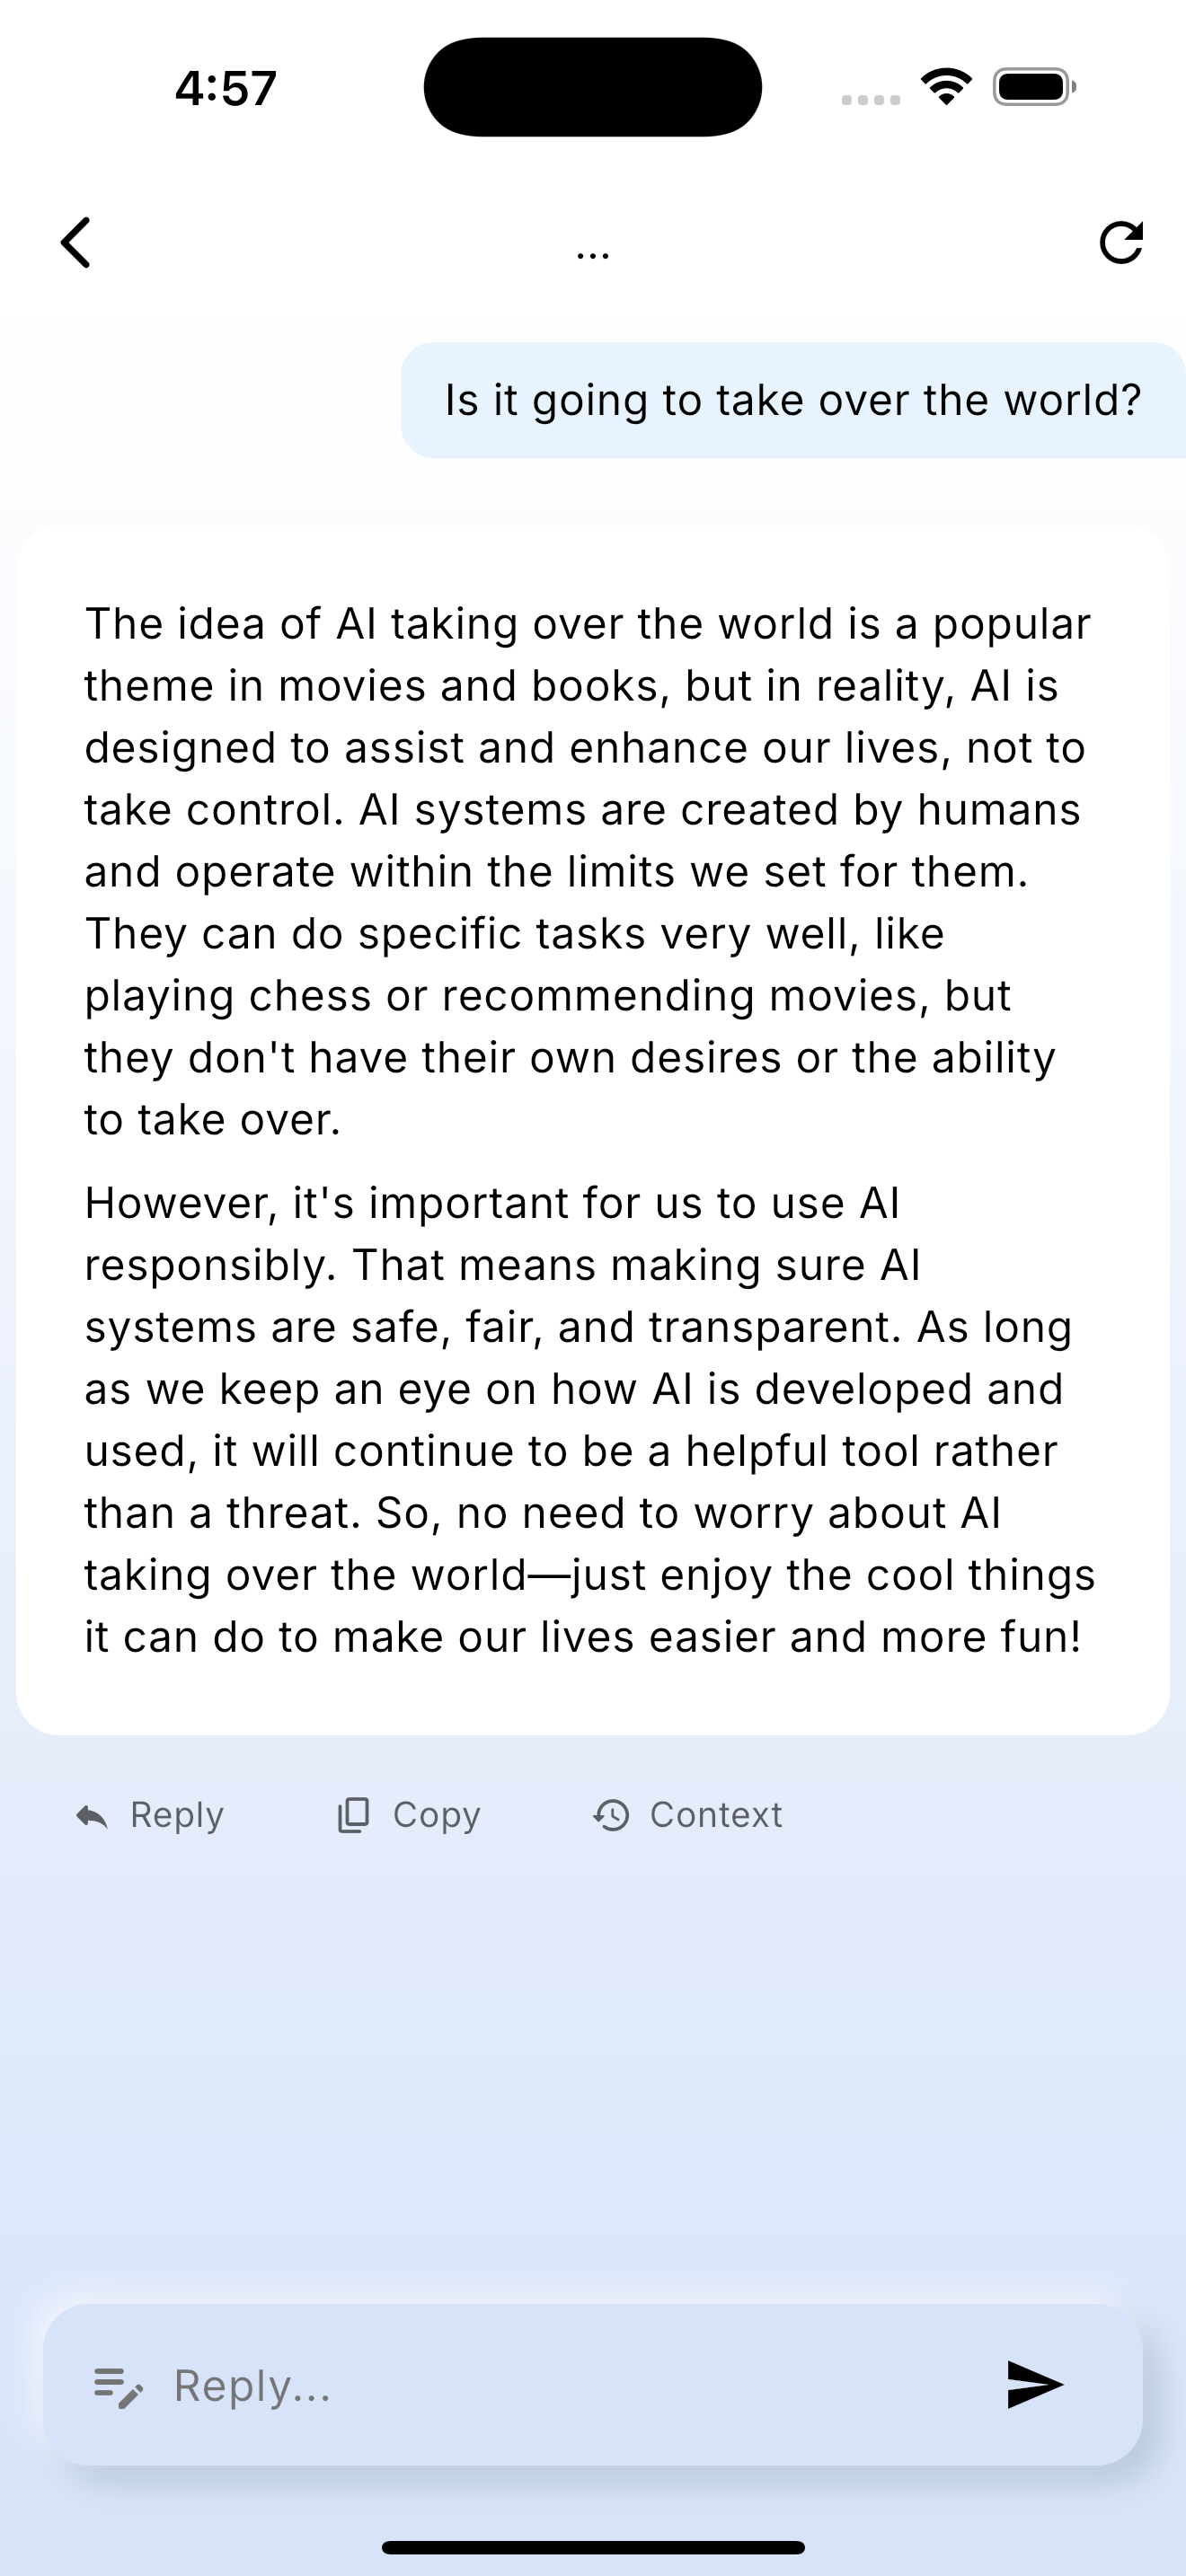 4:57
...
Is it going to take over the world?
The idea of AI taking over the world is a popular
theme in movies and books, but in reality, AI is
designed to assist and enhance our lives, not to
take control. AI systems are created by humans
and operate within the limits we set for them.
They can do specific tasks very well, like
playing chess or recommending movies, but
they don't have their own desires or the ability
to take over.
However, it's important for us to use AI
responsibly. That means making sure AI
systems are safe, fair, and transparent. As long
as we keep an eye on how AI is developed and
used, it will continue to be a helpful tool rather
than a threat. So, no need to worry about AI
taking over the world—just enjoy the cool things
it can do to make our lives easier and more fun!
Reply Copy Context
Reply...